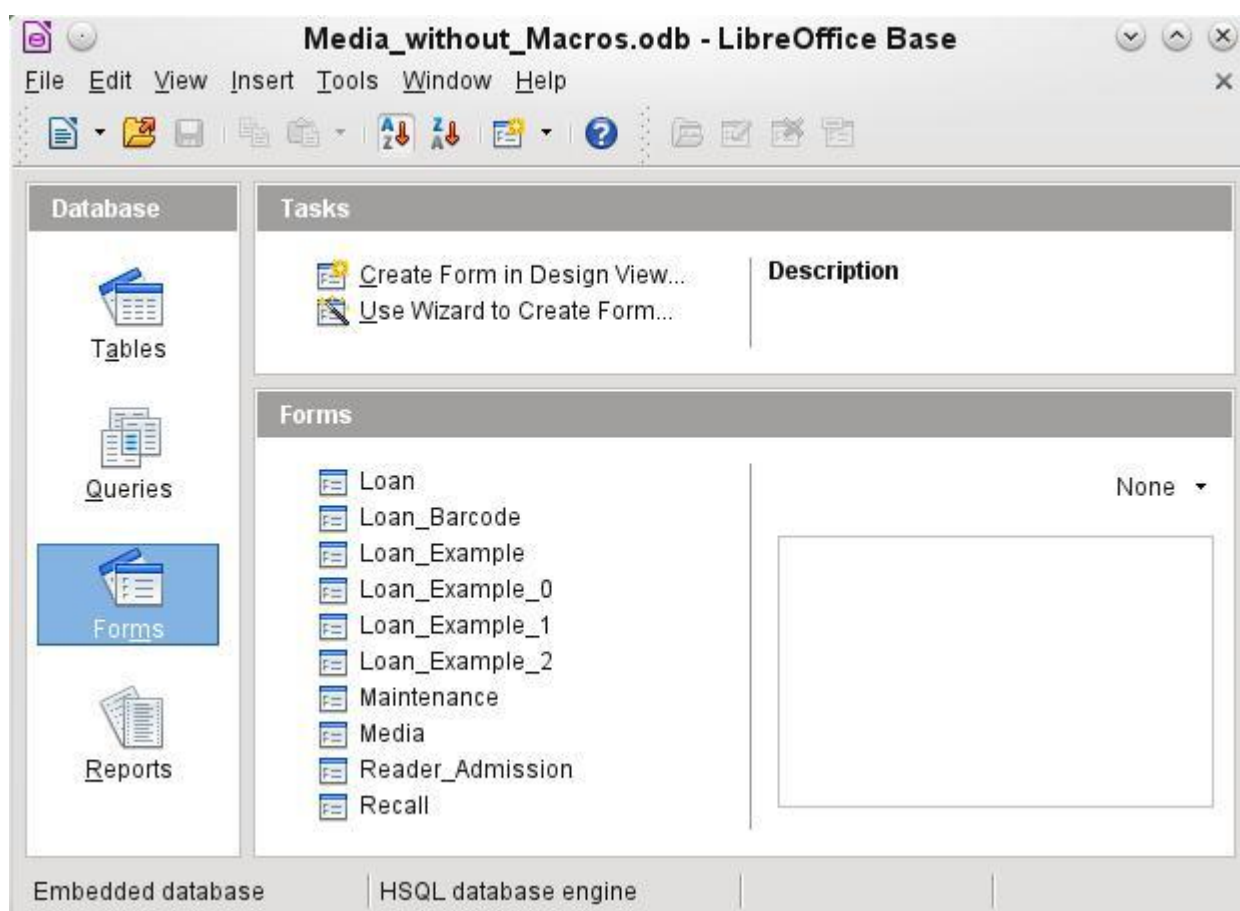 Media_without_Macros.odb - LibreOffice Base
File Edit View Insert Tools Window Help
Database
Tables
Queries
Forms
Reports
Tasks
Create Form in Design View...
Use Wizard to Create Form...
Description
Forms
Loan
Loan_Barcode
Loan_Example
Loan_Example_0
Loan_Example_1
Loan_Example_2
Maintenance
Media
Reader_Admission
Recall
None
Embedded database
HSQL database engine